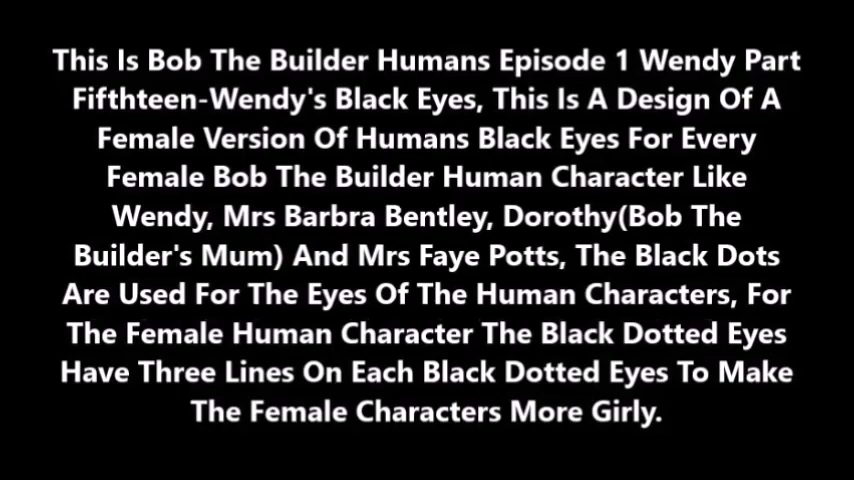 This Is Bob The Builder Humans Episode 1 Wendy Part
Fifthteen-Wendy's Black Eyes, This Is A Design Of A
Female Version Of Humans Black Eyes For Every
Female Bob The Builder Human Character Like
Wendy, Mrs Barbra Bentley, Dorothy(Bob The
Builder's Mum) And Mrs Faye Potts, The Black Dots
Are Used For The Eyes Of The Human Characters, For
The Female Human Character The Black Dotted Eyes
Have Three Lines On Each Black Dotted Eyes To Make
The Female Characters More Girly.